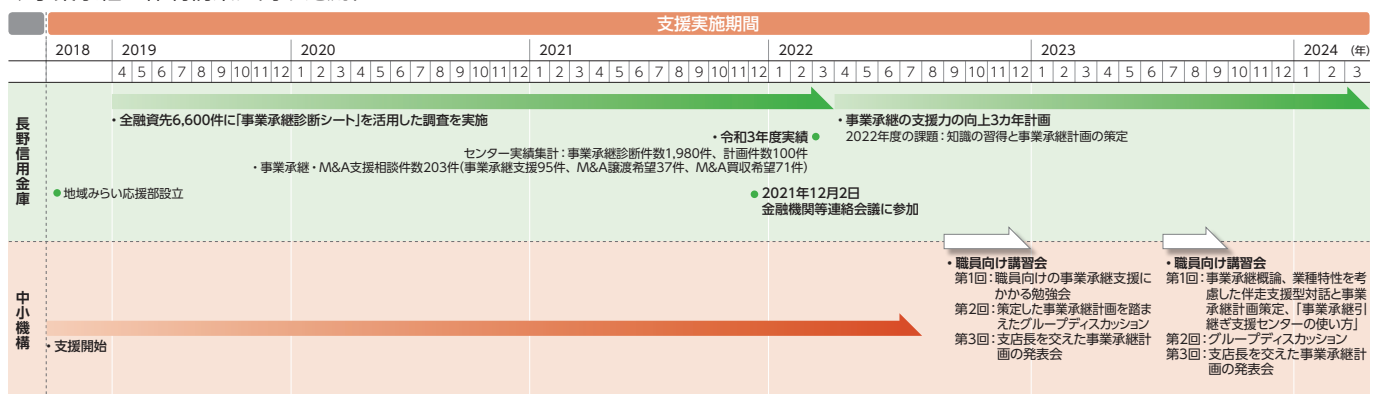 支援実施期間
2018 2019 2020 2021 2022 2023 2024 (年)
4 5 6 7 8 9 10 11 12 1 2 3 4 5 6 7 8 9 10 11 12 1 2 3 4 5 6 7 8 9 10 11 12 1 2 3 4 5 6 7 8 9 10 11 12 1 2 3 4 5 6 7 8 9 10 11 12 1 2 3
長野信用金庫
・全融資先6,600件に「事業承継診断シート」を活用した調査を実施
・令和3年度実績
センター実績集計：事業承継診断件数1,980件、計画件数100件
・事業承継・M&A支援相談件数203件(事業承継支援95件、M&A譲渡希望37件、M&A買収希望71件)
地域みらい応援部設立
2021年12月2日
金融機関等連絡会議に参加
・事業承継の支援力の向上3カ年計画
2022年度の課題：知識の習得と事業承継計画の策定
中小機構
・支援開始
・職員向け講習会
第1回：職員向けの事業承継支援に
かかる勉強会
第2回：策定した事業承継計画を踏ま
えたグループディスカッション
第3回：支店長を交えた事業承継計
画の発表会
・職員向け講習会
第1回：事業承継概論、業種特性を考
慮した伴走支援型対話と事業
承継計画策定、「事業承継引
継ぎ支援センターの使い方」
第2回：グループディスカッション
第3回：支店長を交えた事業承継計
画の発表会